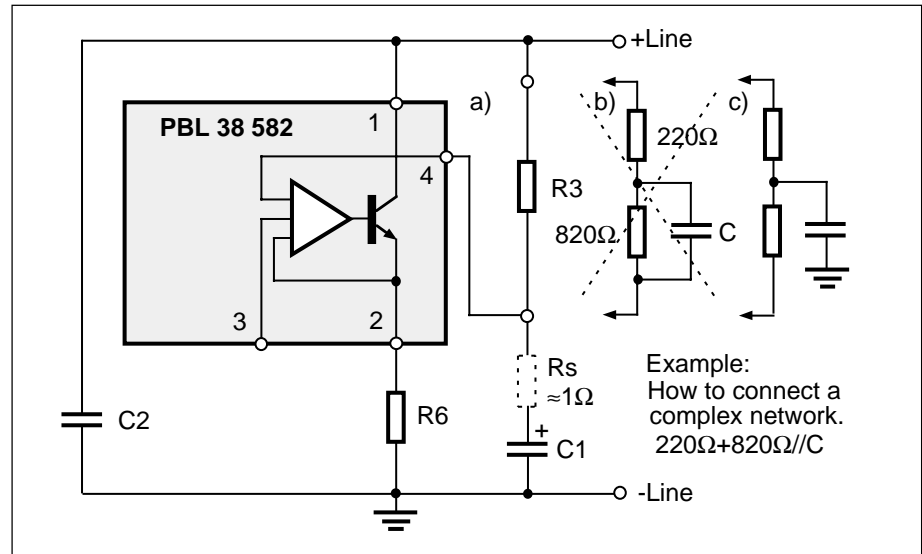 +Line
PBL 38 582
1
a)
b)
c)
4
220Ω
R3
820Ω
C
3
2
Rs
≈1Ω
Example:
How to connect a
complex network.
220Ω+820Ω//C
C2
R6
+
C1
-Line